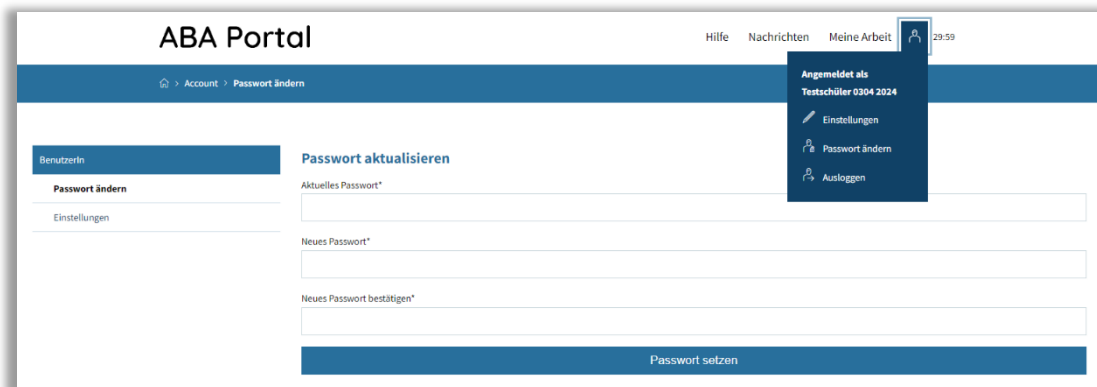 ABA Portal
Hilfe Nachrichten Meine Arbeit 29:59
Angemeldet als
Testschüler 0304 2024
Einstellungen
Passwort ändern
Ausloggen
> Account > Passwort ändern
BenutzerIn
Passwort ändern
Einstellungen
Passwort aktualisieren
Aktuelles Passwort*
Neues Passwort*
Neues Passwort bestätigen*
Passwort setzen